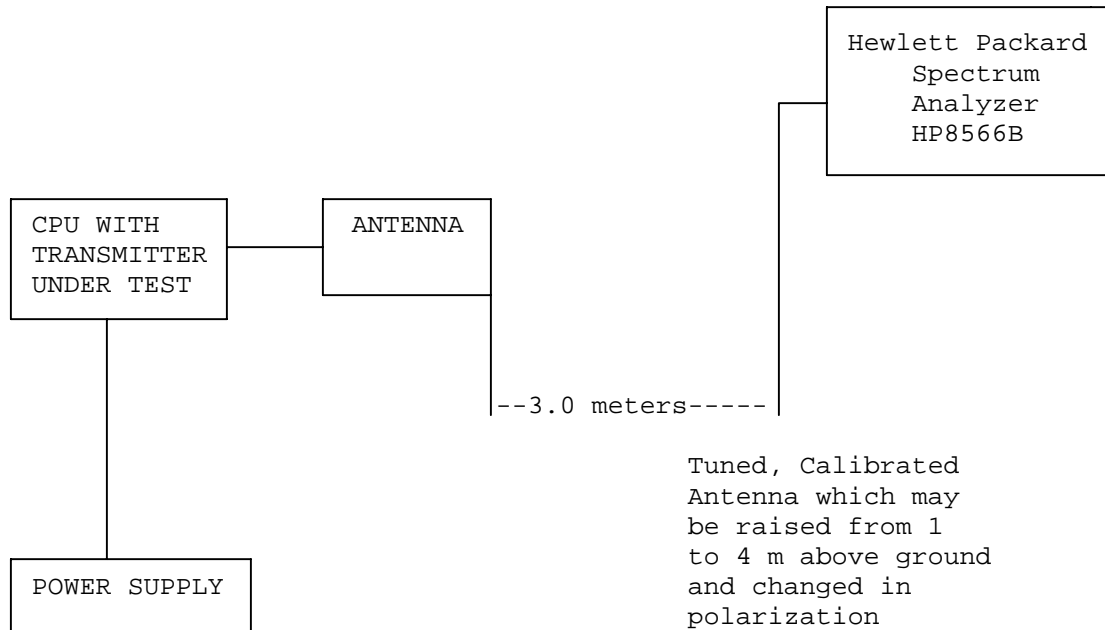 Hewlett Packard
Spectrum
Analyzer
HP8566B
CPU WITH
TRANSMITTER
UNDER TEST
ANTENNA
--3.0 meters-----
Tuned, Calibrated
Antenna which may
be raised from 1
to 4 m above ground
and changed in
polarization
POWER SUPPLY